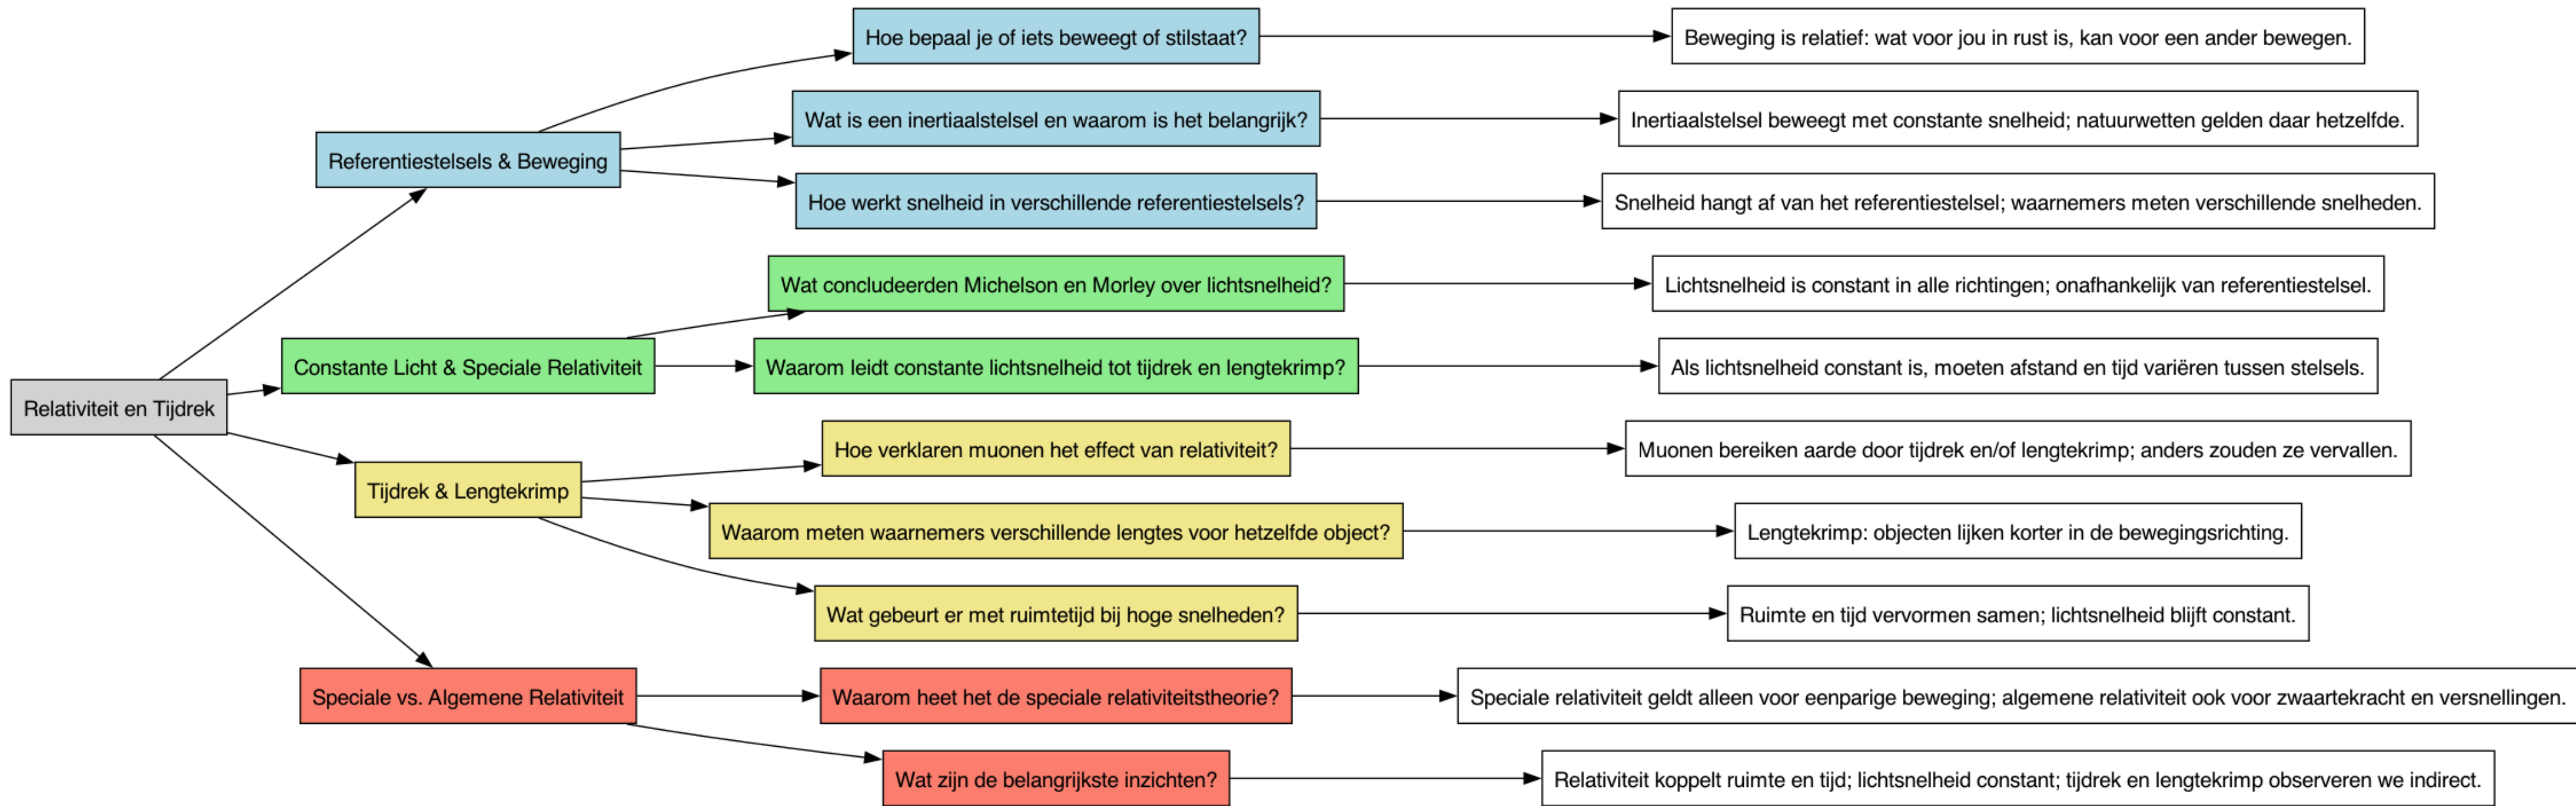 Relativiteit en Tijdrek
Referentiestelsels & Beweging
Hoe bepaal je of iets beweegt of stilstaat?
Beweging is relatief: wat voor jou in rust is, kan voor een ander bewegen.
Wat is een inertiaalstelsel en waarom is het belangrijk?
Inertiaalstelsel beweegt met constante snelheid; natuurwetten gelden daar hetzelfde.
Hoe werkt snelheid in verschillende referentiestelsels?
Snelheid hangt af van het referentiestelsel; waarnemers meten verschillende snelheden.
Constante Licht & Speciale Relativiteit
Wat concludeerden Michelson en Morley over lichtsnelheid?
Lichtsnelheid is constant in alle richtingen; onafhankelijk van referentiestelsel.
Waarom leidt constante lichtsnelheid tot tijdrek en lengtekrimp?
Als lichtsnelheid constant is, moeten afstand en tijd variëren tussen stelsels.
Tijdrek & Lengtekrimp
Hoe verklaren muonen het effect van relativiteit?
Muonen bereiken aarde door tijdrek en/of lengtekrimp; anders zouden ze vervallen.
Waarom meten waarnemers verschillende lengtes voor hetzelfde object?
Lengtekrimp: objecten lijken korter in de bewegingsrichting.
Wat gebeurt er met ruimtetijd bij hoge snelheden?
Ruimte en tijd vervormen samen; lichtsnelheid blijft constant.
Speciale vs. Algemene Relativiteit
Waarom heet het de speciale relativiteitstheorie?
Speciale relativiteit geldt alleen voor eenparige beweging; algemene relativiteit ook voor zwaartekracht en versnellingen.
Wat zijn de belangrijkste inzichten?
Relativiteit koppelt ruimte en tijd; lichtsnelheid constant; tijdrek en lengtekrimp observeren we indirect.